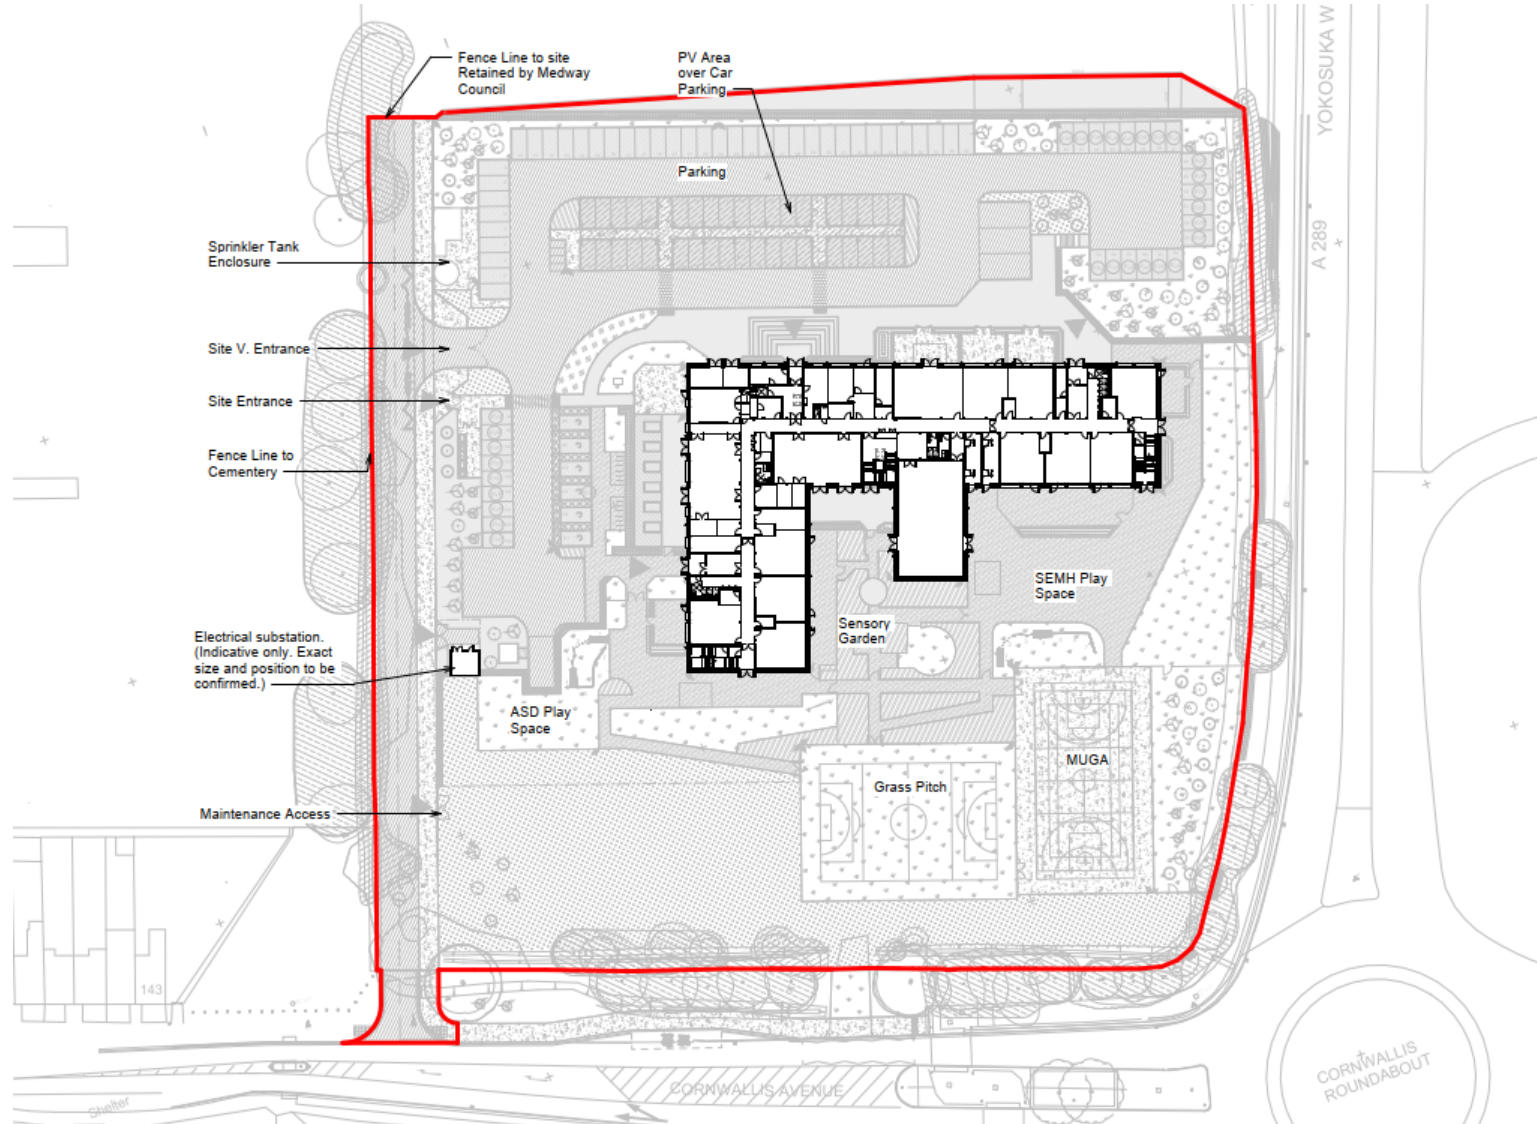 Fence Line to site
Retained by Medway
Council
PV Area
over Car
Parking
YOKOSUKA W
Parking
A 289
Sprinkler Tank
Enclosure
Site V. Entrance
Site Entrance
Fence Line to
Cementery
SEMH Play
Space
Sensory
Garden
Electrical substation.
(Indicative only. Exact
size and position to be
confirmed.)
ASD Play
Space
MUGA
Grass Pitch
Maintenance Access
143
CORNWALLIS
ROUNDABOUT
CORNWALLIS AVENUE
Shelter